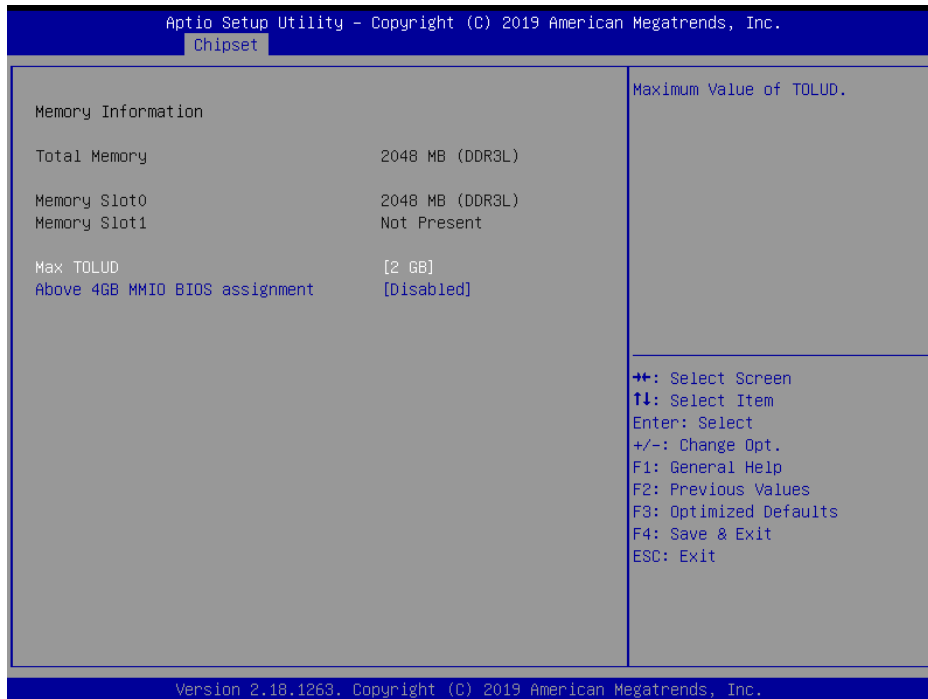 Aptio Setup Utility – Copyright (C) 2019 American Megatrends, Inc.
Chipset
Memory Information
Total Memory 2048 MB (DDR3L)
Memory Slot0 2048 MB (DDR3L)
Memory Slot1 Not Present
Max TOLUD [2 GB]
Above 4GB MMIO BIOS assignment [Disabled]
Maximum Value of TOLUD.
→←: Select Screen
↑↓: Select Item
Enter: Select
+/-: Change Opt.
F1: General Help
F2: Previous Values
F3: Optimized Defaults
F4: Save & Exit
ESC: Exit
Version 2.18.1263. Copyright (C) 2019 American Megatrends, Inc.